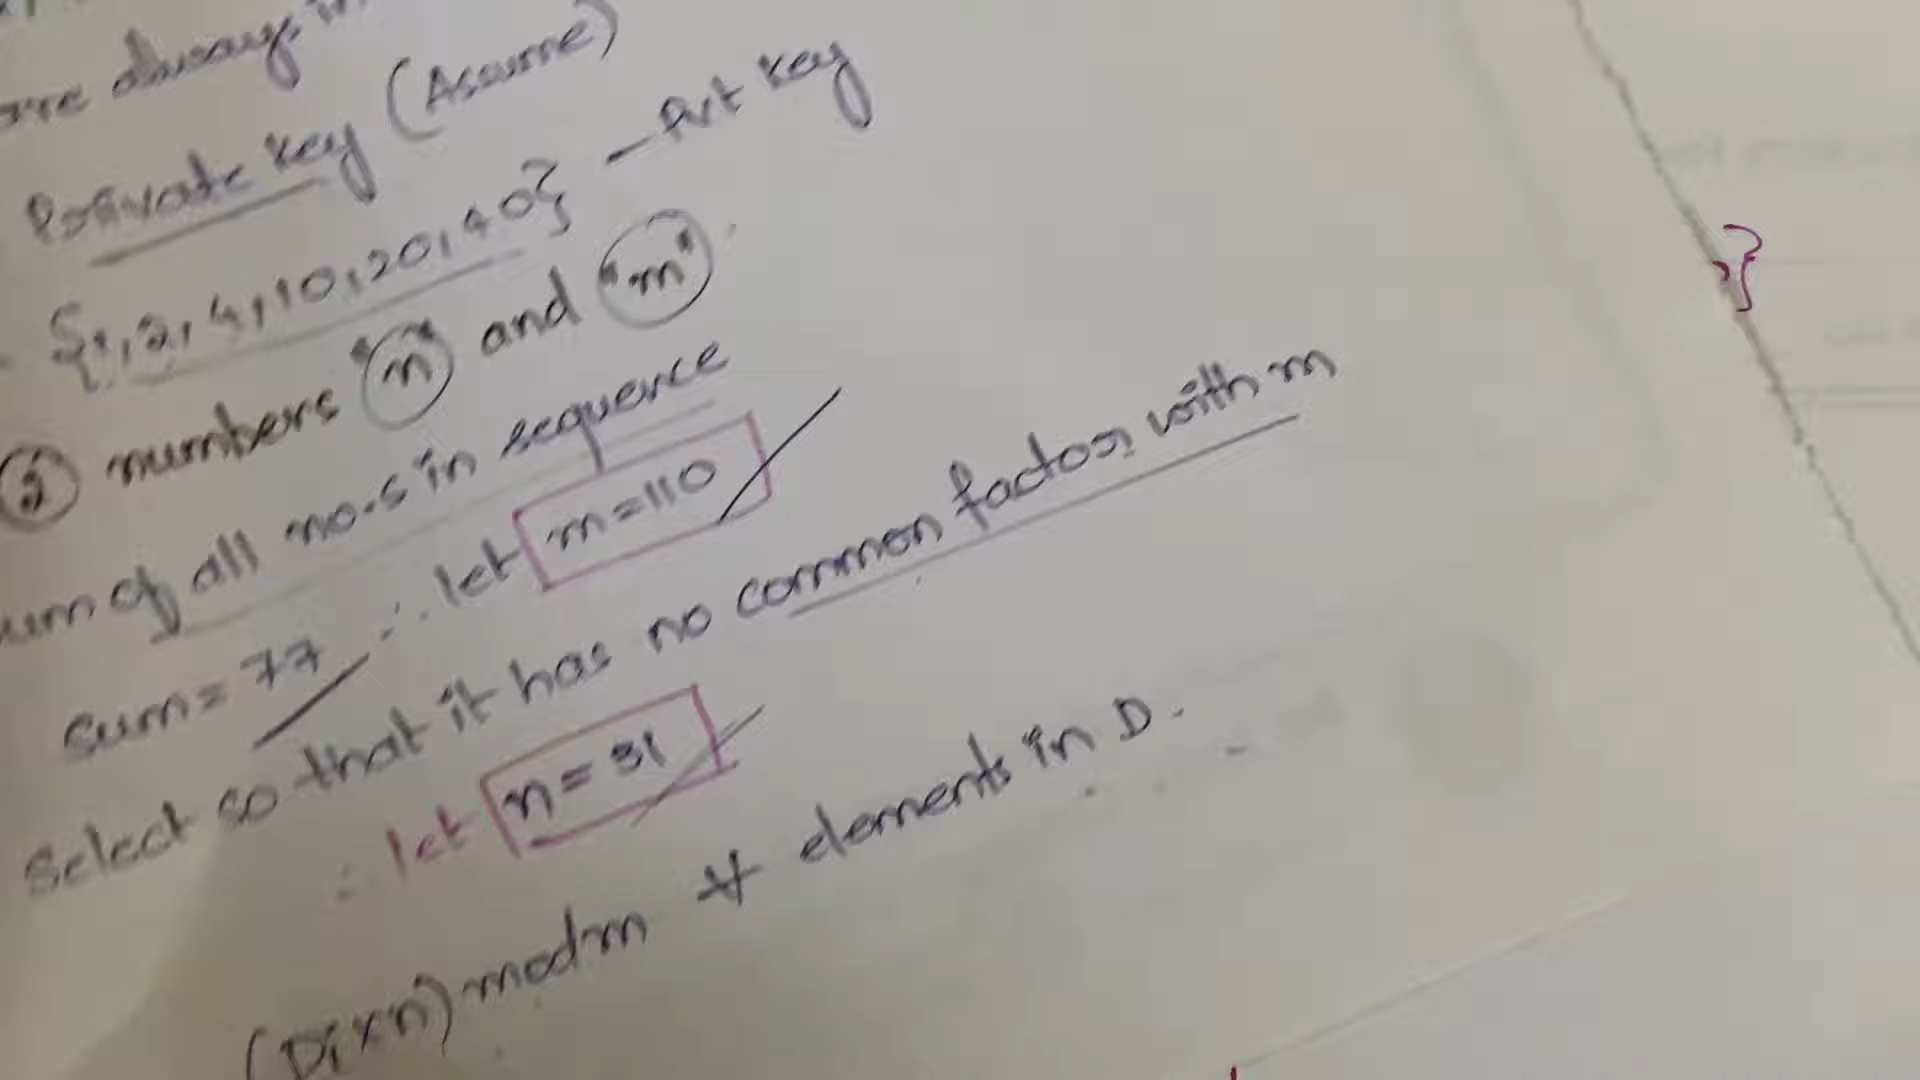 are always
Private key (Assume)
{1, 2, 4, 10, 20, 40} - Pvt key
② numbers "n" and "m"
sum of all no.s in sequence
Sum = 77 ∴ let m = 110
Select so that it has no common factor with m
∴ let n = 31
(Di × n) mod m ∀ elements in D.
}